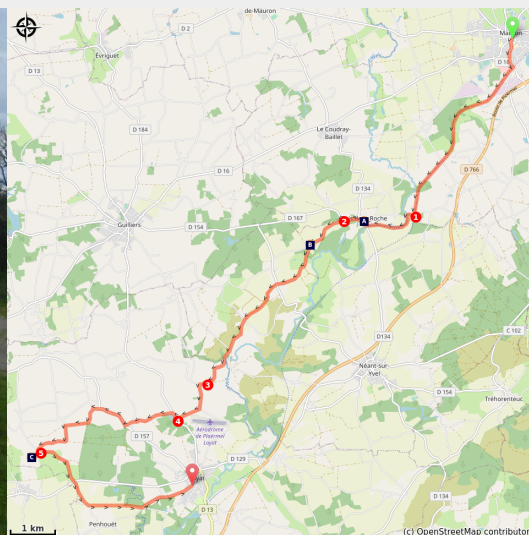 de-Mauron
D 2
Évriguet
D 13
D 184
Le Coudray-
Baillet
D 16
D 766
D 134
1
2
A
Roche
D 167
D 154
Guilliers
B
C 102
D134
Néant-sur
-Yvel
3
D 154
Tréhorenteuc
4
Aérodrome
de Ploërmel
Loyat
D 157
5
C
D 129
D 134
D 13
Penhouët
1 km
(c) OpenStreetMap contributor